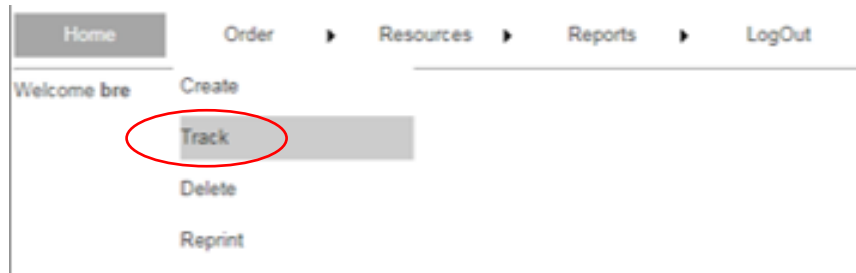 Home Order Resources Reports LogOut
Welcome bre
Create
Track
Delete
Reprint